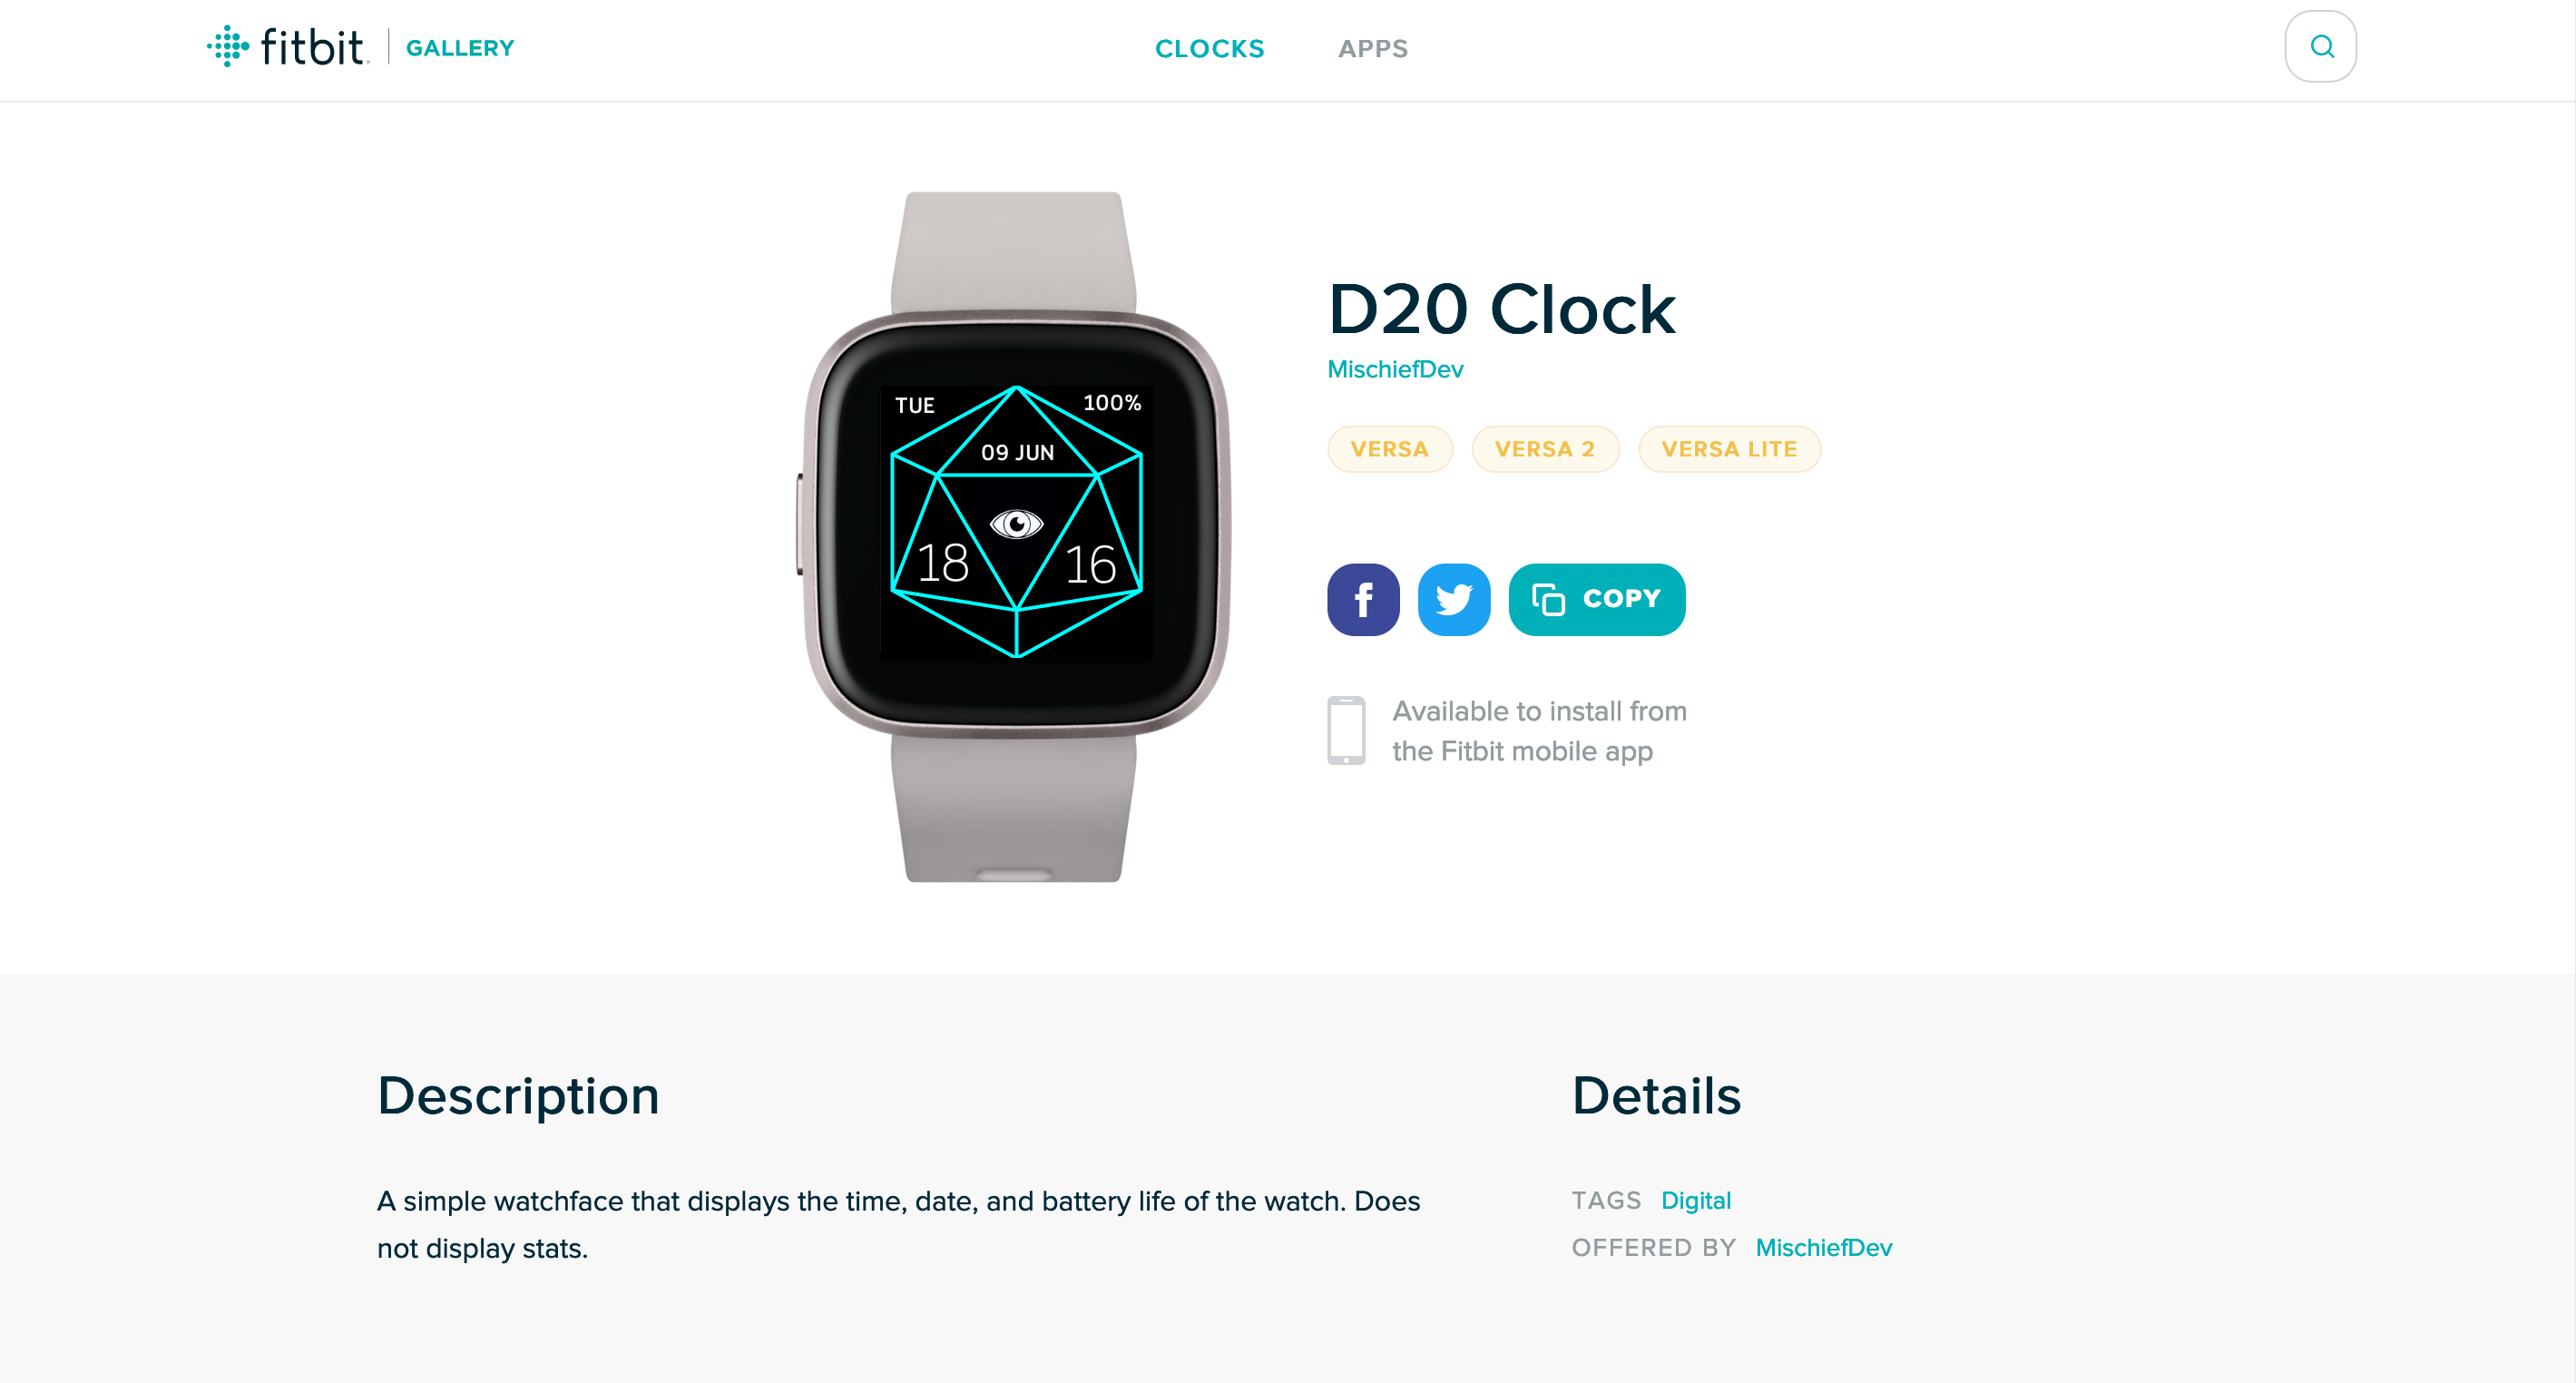 fitbit GALLERY
CLOCKS APPS
TUE 100%
09 JUN
18 16
D20 Clock
MischiefDev
VERSA VERSA 2 VERSA LITE
f COPY
Available to install from
the Fitbit mobile app
Description
A simple watchface that displays the time, date, and battery life of the watch. Does
not display stats.
Details
TAGS Digital
OFFERED BY MischiefDev